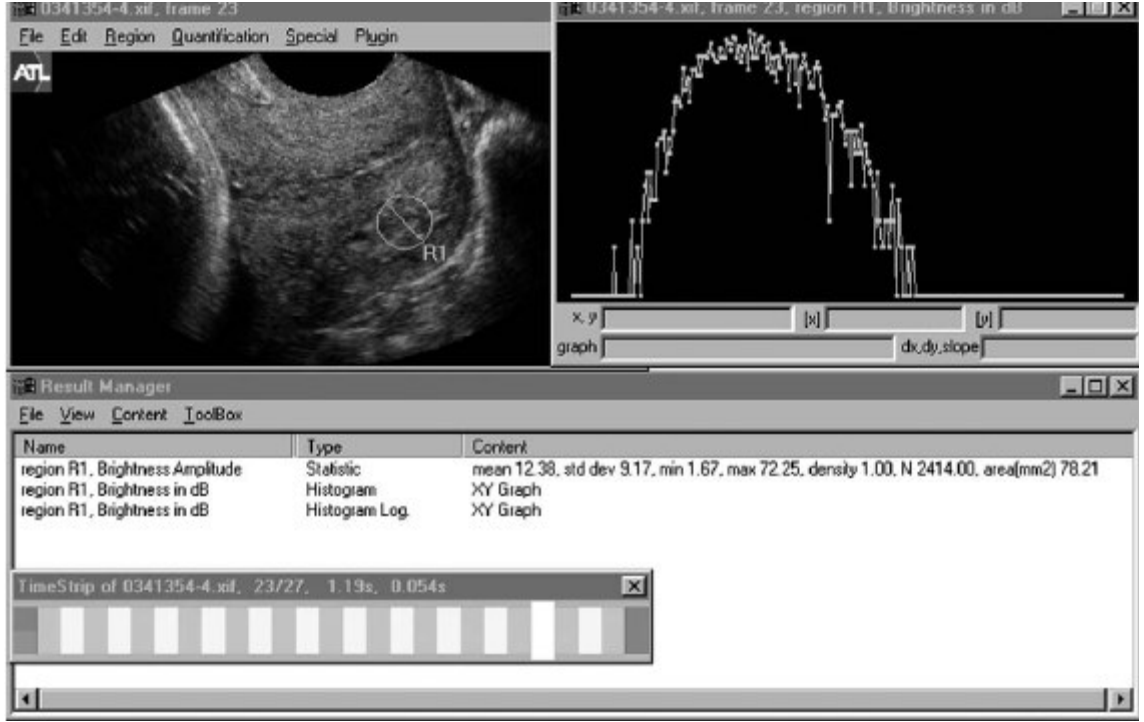 0341354-4.xif, frame 23
File Edit Region Quantification Special Plugin
ATL
R1
0341354-4.xif, frame 23, region R1, Brightness in dB
x, y [x] [y]
graph dx,dy,slope
Result Manager
File View Content ToolBox
Name Type Content
region R1, Brightness Amplitude Statistic mean 12.38, std dev 9.17, min 1.67, max 72.25, density 1.00, N 2414.00, area(mm2) 78.21
region R1, Brightness in dB Histogram XY Graph
region R1, Brightness in dB Histogram Log. XY Graph
TimeStrip of 0341354-4.xif, 23/27, 1.19s, 0.054s